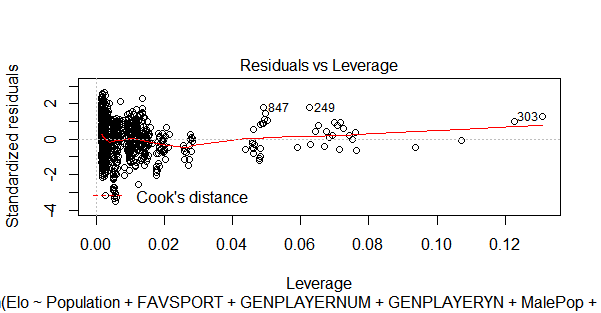 Residuals vs Leverage
Standardized residuals
2
0
-2
-4
847
249
303
Cook's distance
0.00 0.02 0.04 0.06 0.08 0.10 0.12
Leverage
(Elo ~ Population + FAVSPORT + GENPLAYERNUM + GENPLAYERYN + MalePop +